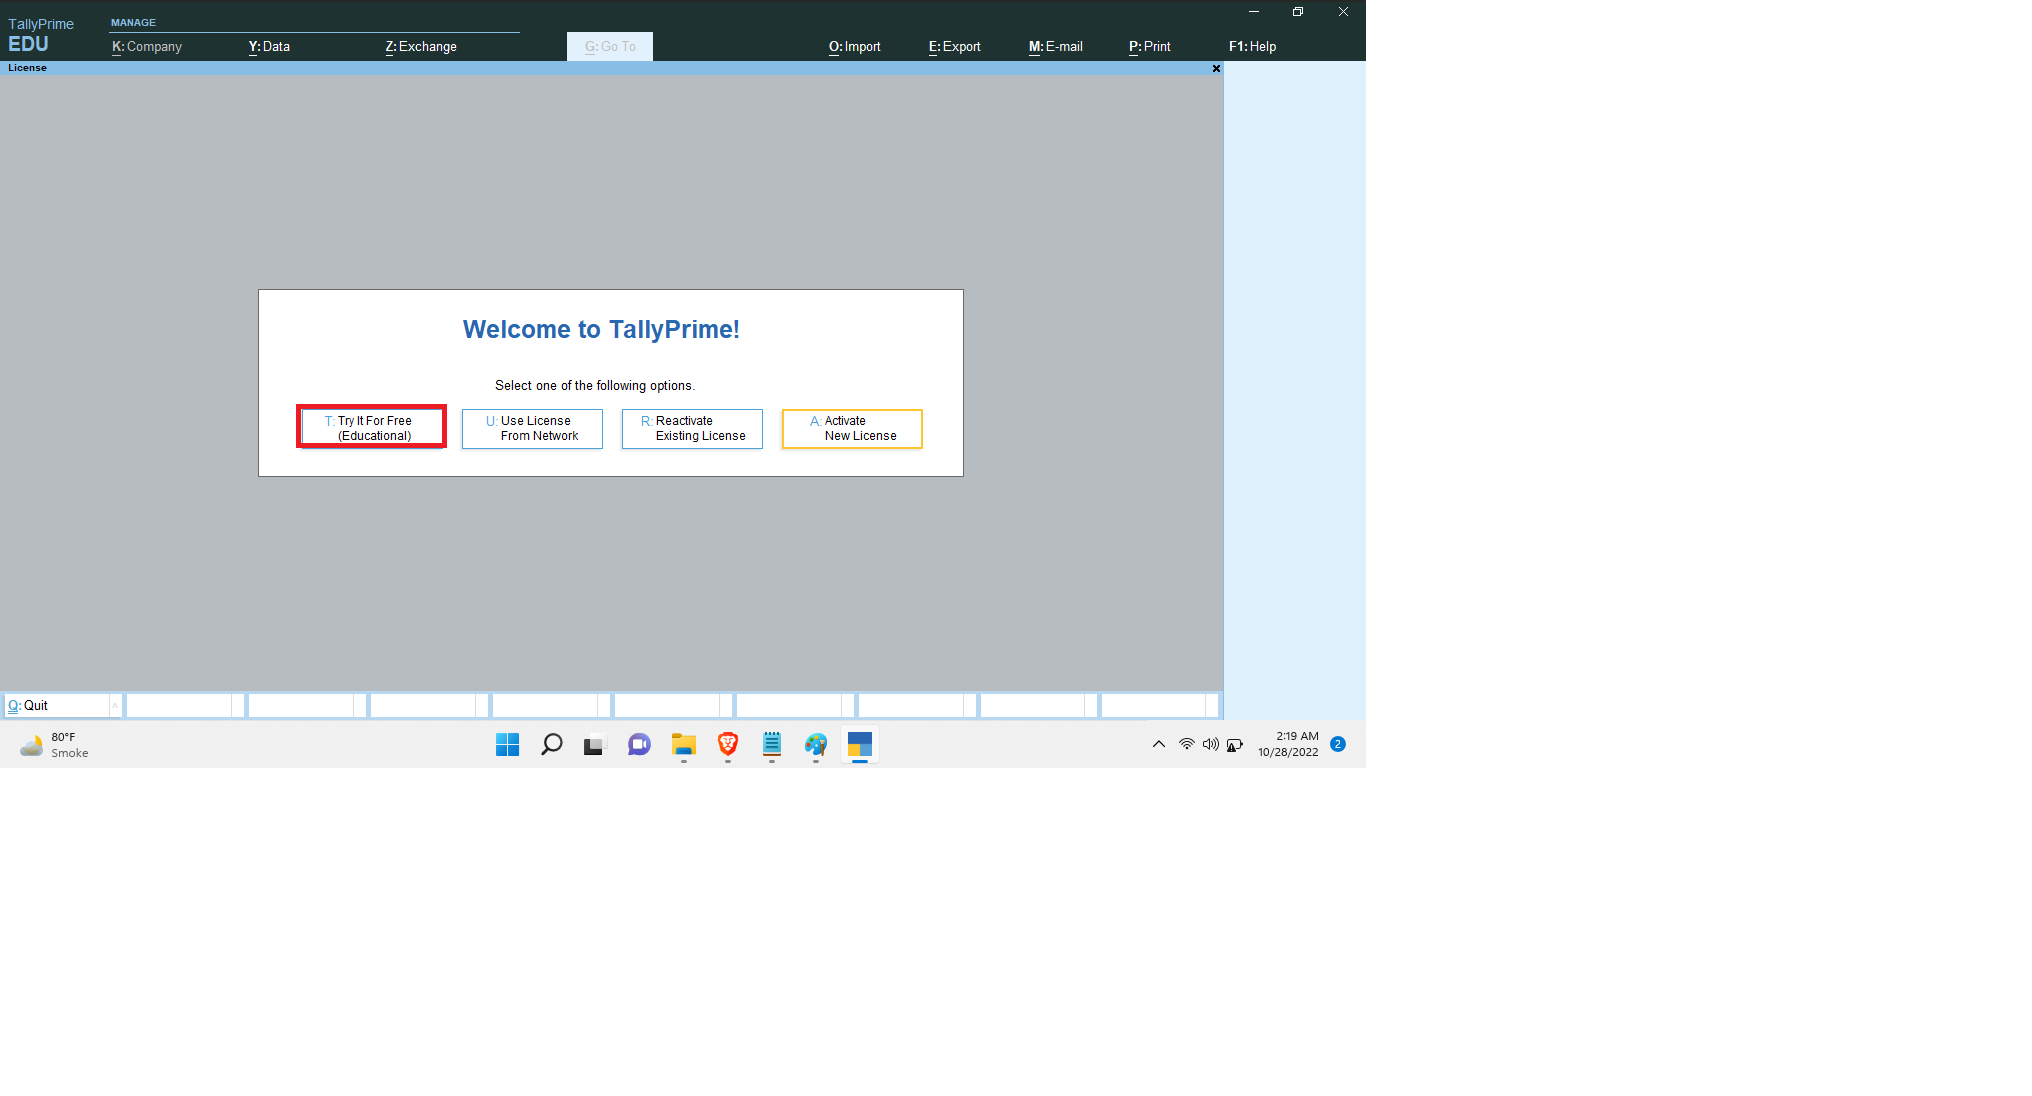 TallyPrime
EDU
MANAGE
K: Company
Y: Data
Z: Exchange
G: Go To
O: Import
E: Export
M: E-mail
P: Print
F1: Help
License
Welcome to TallyPrime!
Select one of the following options.
T: Try It For Free
(Educational)
U: Use License
From Network
R: Reactivate
Existing License
A: Activate
New License
Q: Quit
80°F
Smoke
2:19 AM
10/28/2022
2